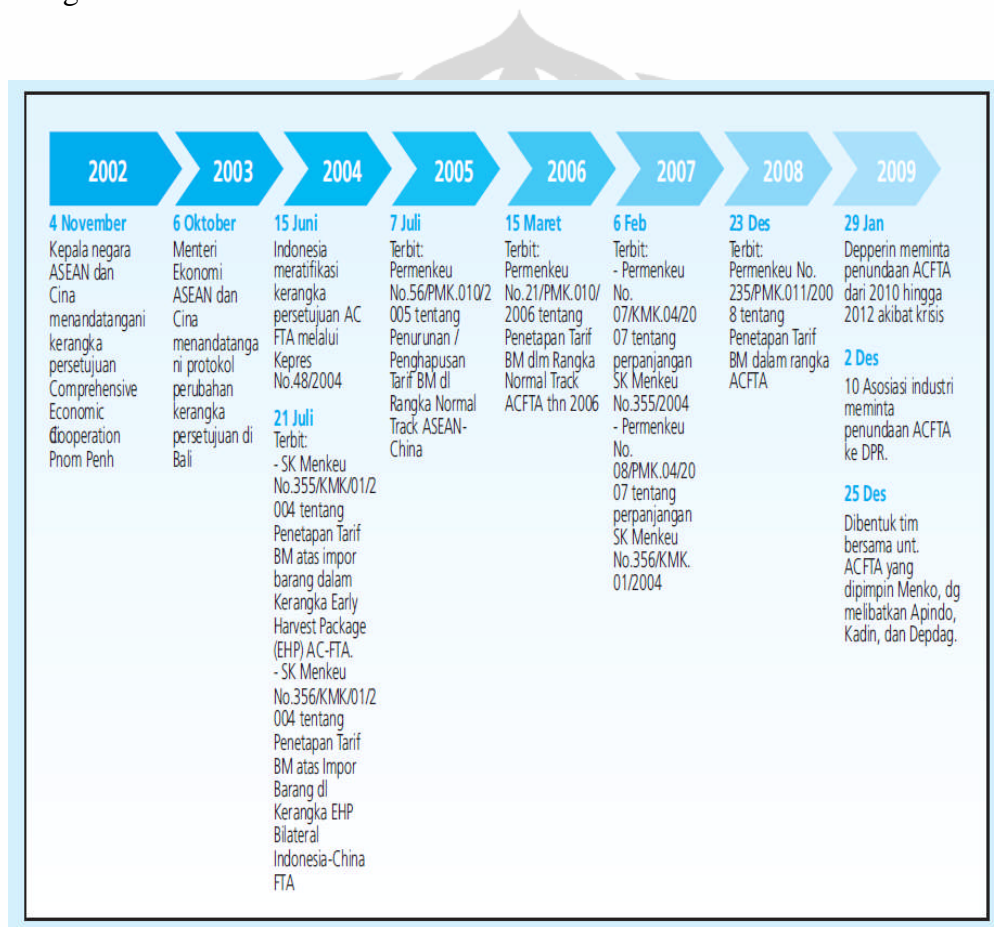 2002
4 November
Kepala negara
ASEAN dan
Cina
menandatangani
kerangka
persetujuan
Comprehensive
Economic
Cooperation
Pnom Penh
2003
6 Oktober
Menteri
Ekonomi
ASEAN dan
Cina
menandatanga
ni protokol
perubahan
kerangka
persetujuan di
Bali
2004
15 Juni
Indonesia
meratifikasi
kerangka
persetujuan AC
FTA melalui
Kepres
No.48/2004
21 Juli
Terbit:
- SK Menkeu
No.355/KMK/01/2
004 tentang
Penetapan Tarif
BM atas impor
barang dalam
Kerangka Early
Harvest Package
(EHP) AC-FTA.
- SK Menkeu
No.356/KMK/01/2
004 tentang
Penetapan Tarif
BM atas Impor
Barang dl
Kerangka EHP
Bilateral
Indonesia-China
FTA
2005
7 Juli
Terbit:
Permenkeu
No.56/PMK.010/2
005 tentang
Penurunan /
Penghapusan
Tarif BM dl
Rangka Normal
Track ASEAN-
China
2006
15 Maret
Terbit:
Permenkeu
No.21/PMK.010/
2006 tentang
Penetapan Tarif
BM dlm Rangka
Normal Track
ACFTA thn 2006
2007
6 Feb
Terbit:
- Permenkeu
No.
07/KMK.04/20
07 tentang
perpanjangan
SK Menkeu
No.355/2004
- Permenkeu
No.
08/PMK.04/20
07 tentang
perpanjangan
SK Menkeu
No.356/KMK.
01/2004
2008
23 Des
Terbit:
Permenkeu No.
235/PMK.011/200
8 tentang
Penetapan Tarif
BM dalam rangka
ACFTA
2009
29 Jan
Depperin meminta
penundaan ACFTA
dari 2010 hingga
2012 akibat krisis
2 Des
10 Asosiasi industri
meminta
penundaan ACFTA
ke DPR.
25 Des
Dibentuk tim
bersama unt.
ACFTA yang
dipimpin Menko, dg
melibatkan Apindo,
Kadin, dan Depdag.